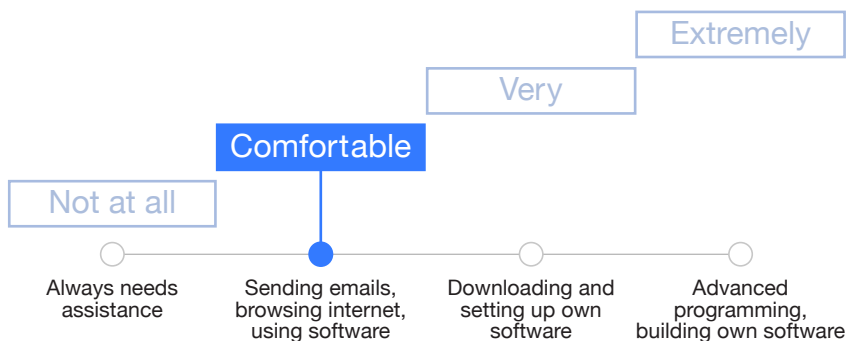 Extremely
Very
Comfortable
Not at all
Always needs
assistance
Sending emails,
browsing internet,
using software
Downloading and
setting up own
software
Advanced
programming,
building own software